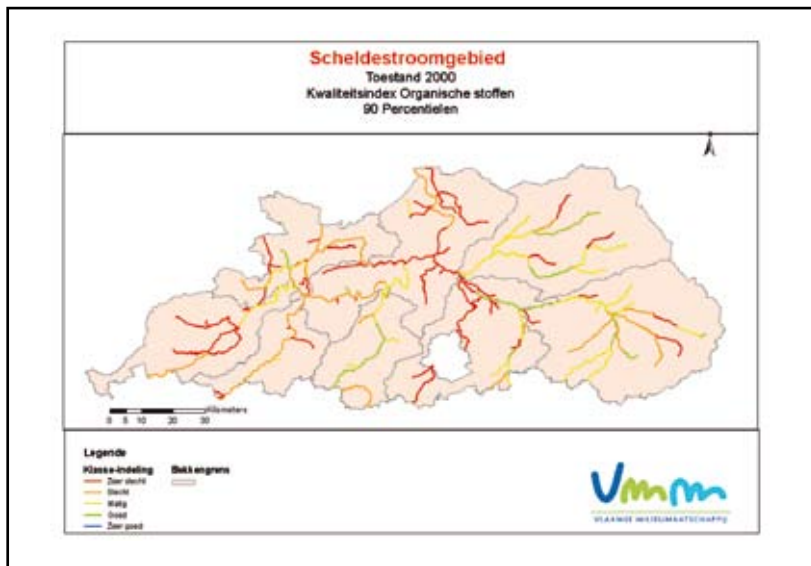 Scheldestroomgebied
Toestand 2000
Kwaliteitsindex Organische stoffen
90 Percentielen
0 5 10 20 30
Kilometers
Legende
Klasse-indeling Bekkengrens
Zeer slecht
Slecht
Matig
Goed
Zeer goed
Vmm
VLAAMSE MILIEUMAATSCHAPPIJ